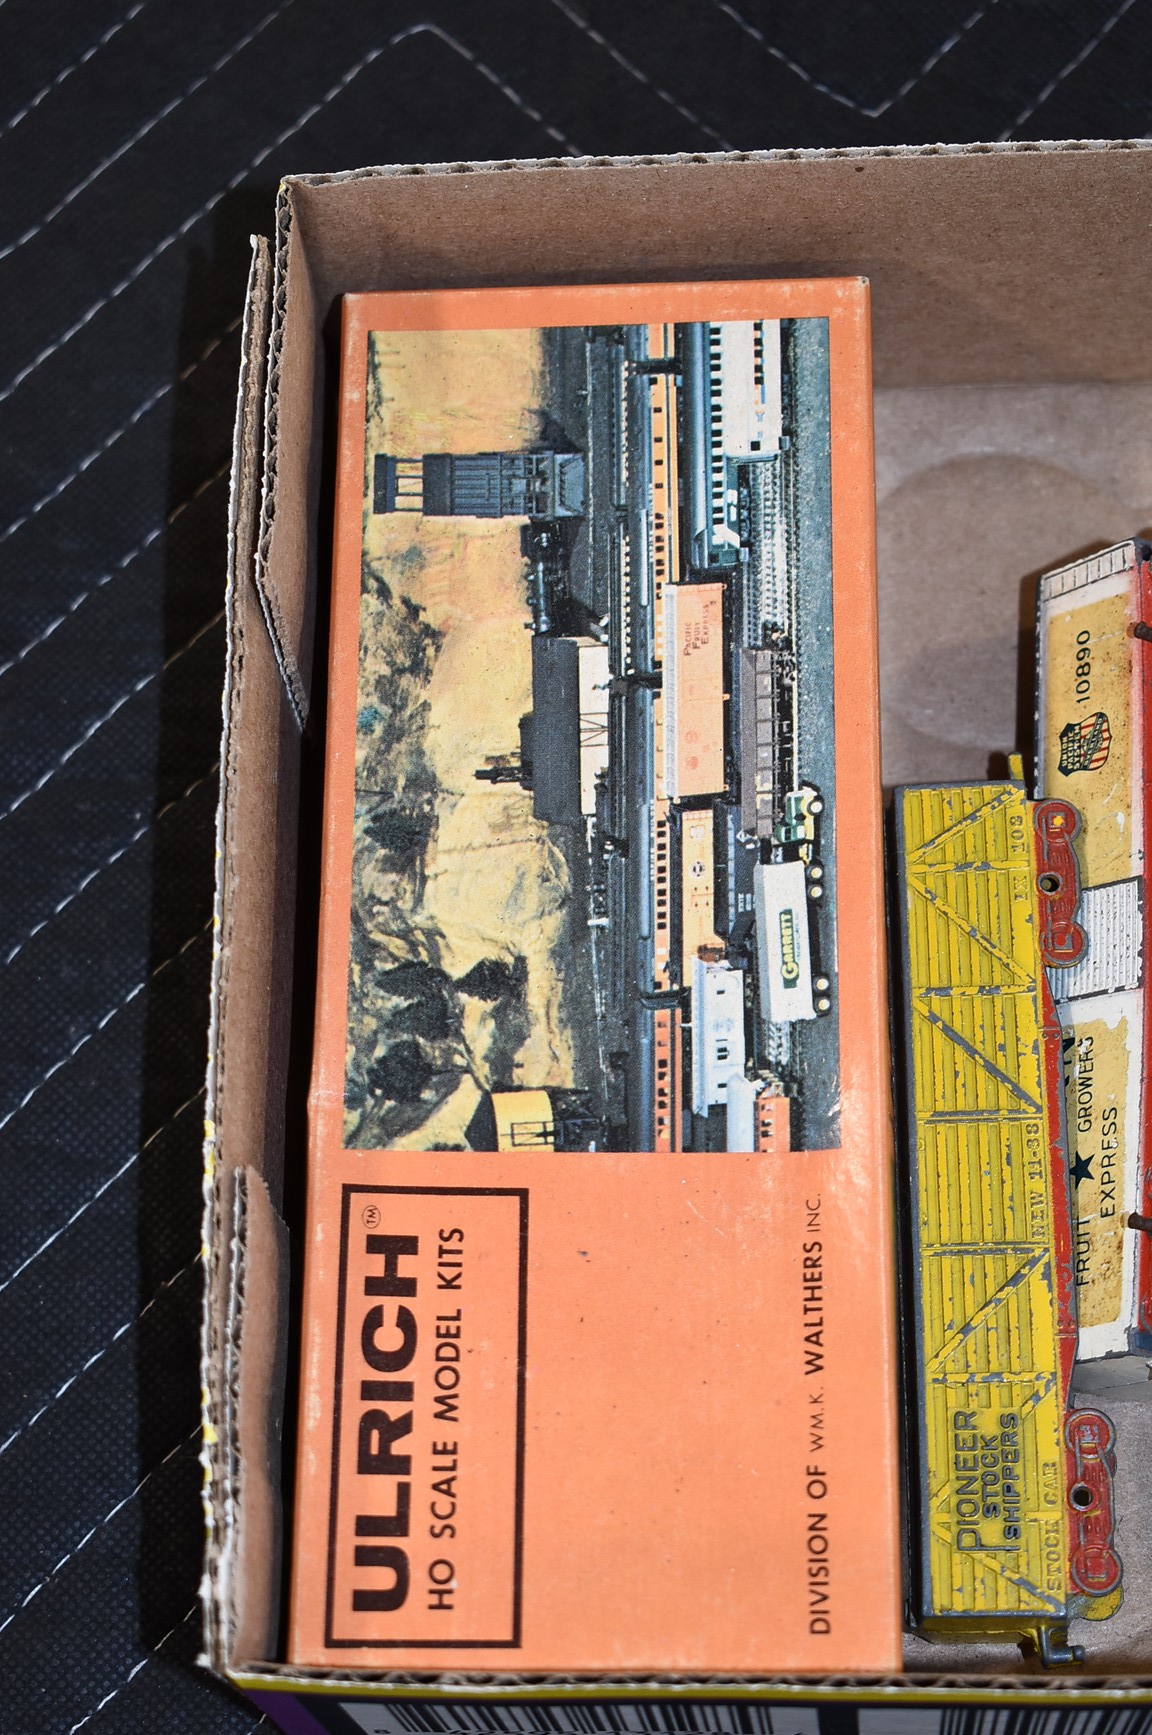 ULRICH™
HO SCALE MODEL KITS
DIVISION OF WM.K. WALTHERS INC.
PACIFIC
FRUIT
EXPRESS
GARRETT
PIONEER
STOCK
SHIPPERS
STOCK CAR
NEW 11-38
108
10890
FRUIT GROWERS
EXPRESS